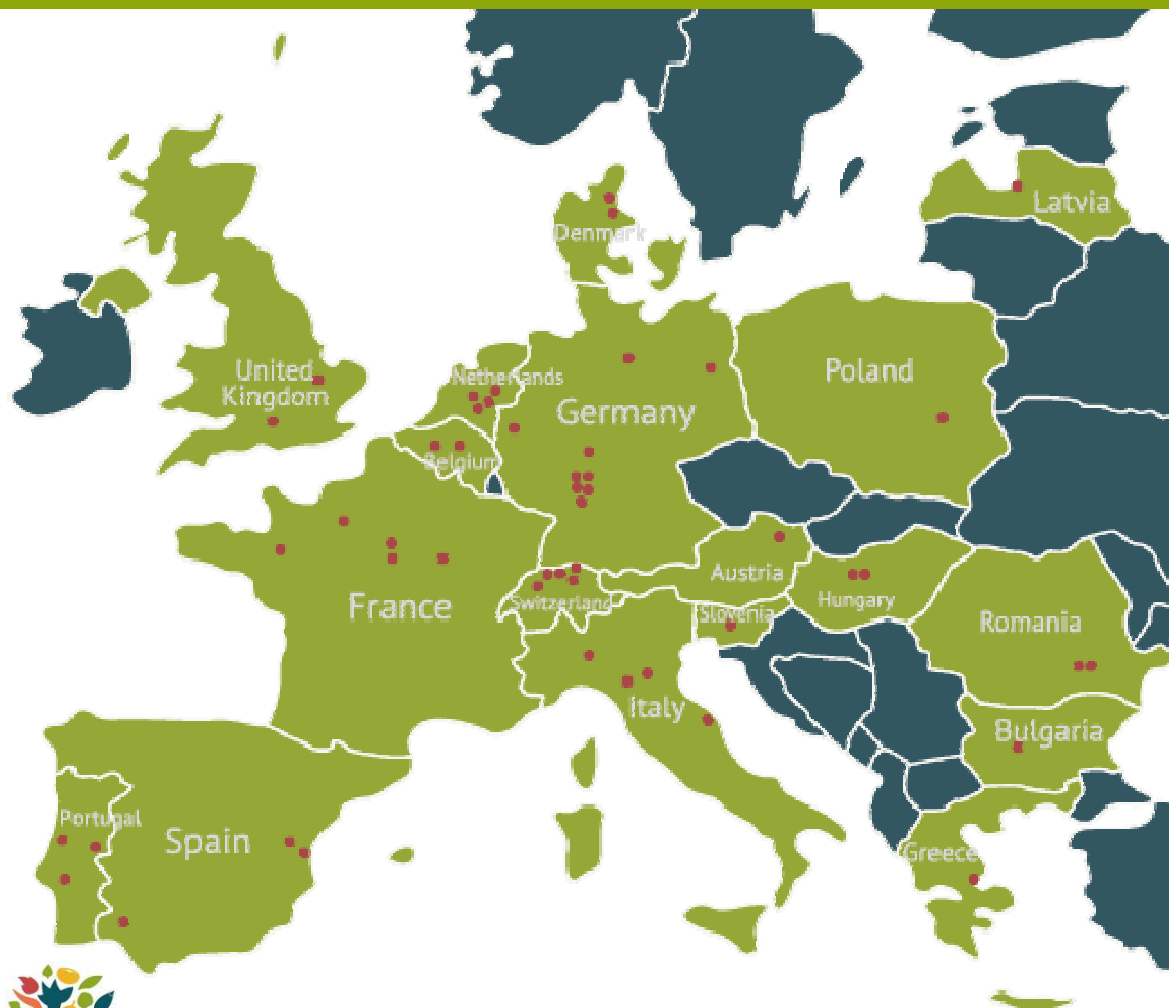 Latvia
Denmark
United
Kingdom
Netherlands
Poland
Germany
Belgium
Austria
France
Switzerland
Hungary
Slovenia
Romania
Italy
Bulgaria
Portugal
Spain
Greece